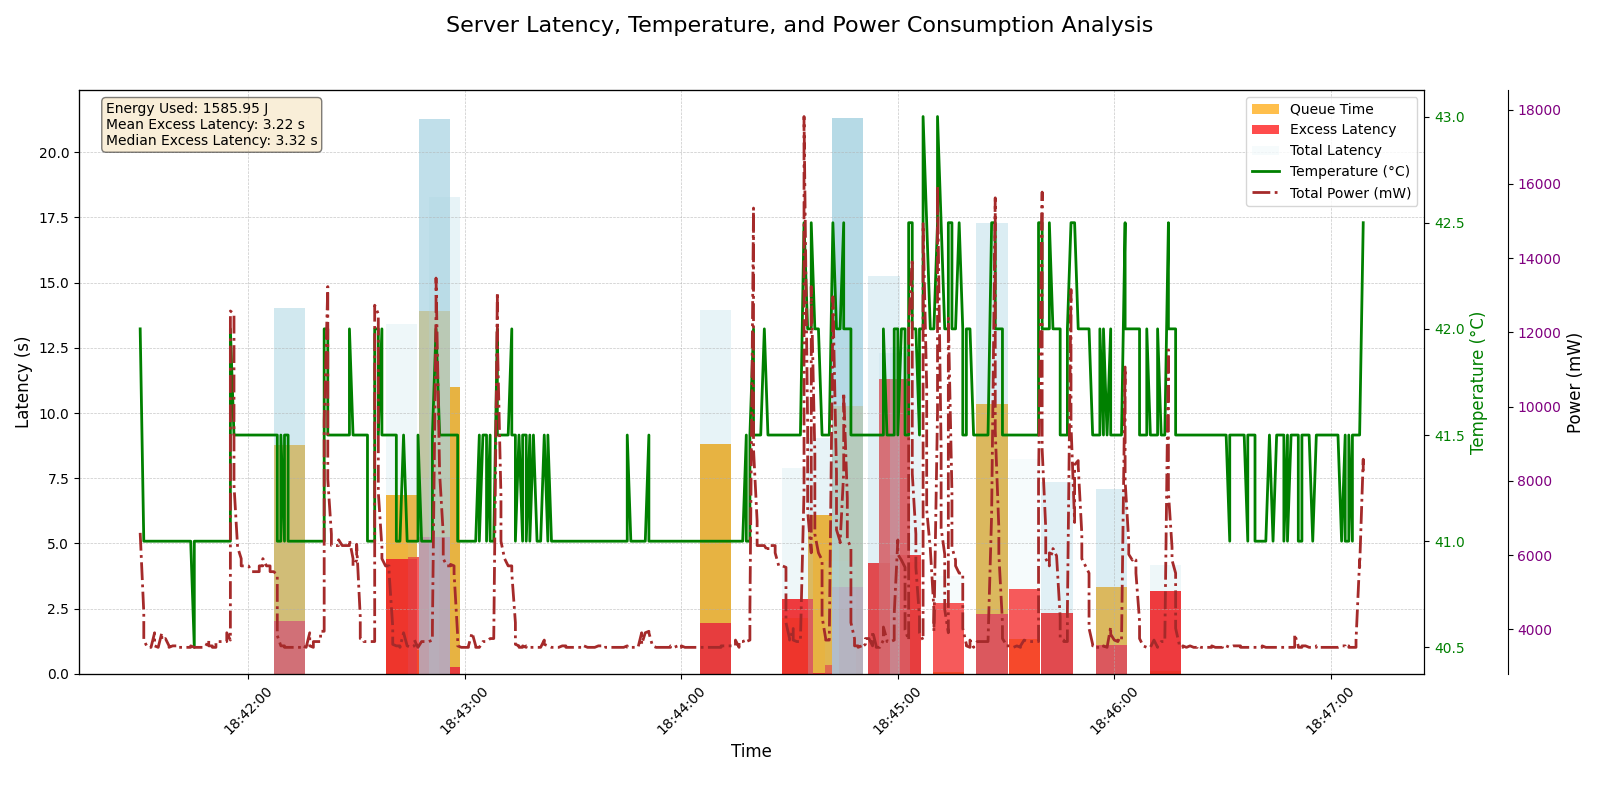 Server Latency, Temperature, and Power Consumption Analysis
Energy Used: 1585.95 J
Mean Excess Latency: 3.22 s
Median Excess Latency: 3.32 s
Queue Time
Excess Latency
Total Latency
Temperature (°C)
Total Power (mW)
Latency (s)
20.0
17.5
15.0
12.5
10.0
7.5
5.0
2.5
0.0
43.0
42.5
42.0
41.5
41.0
40.5
Temperature (°C)
18000
16000
14000
12000
10000
8000
6000
4000
Power (mW)
18:42:00
18:43:00
18:44:00
18:45:00
18:46:00
18:47:00
Time